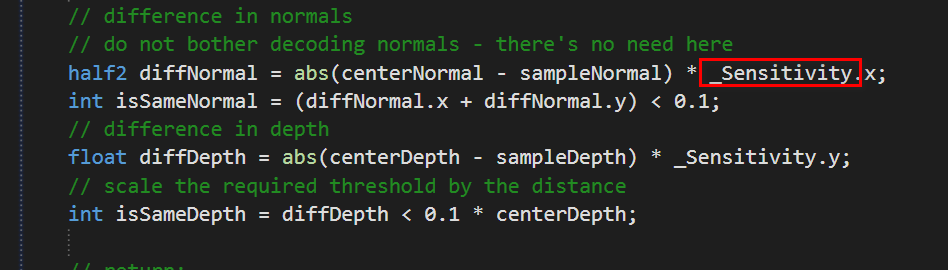 // difference in normals
// do not bother decoding normals - there's no need here
half2 diffNormal = abs(centerNormal - sampleNormal) * _Sensitivity.x;
int isSameNormal = (diffNormal.x + diffNormal.y) < 0.1;
// difference in depth
float diffDepth = abs(centerDepth - sampleDepth) * _Sensitivity.y;
// scale the required threshold by the distance
int isSameDepth = diffDepth < 0.1 * centerDepth;
// return: